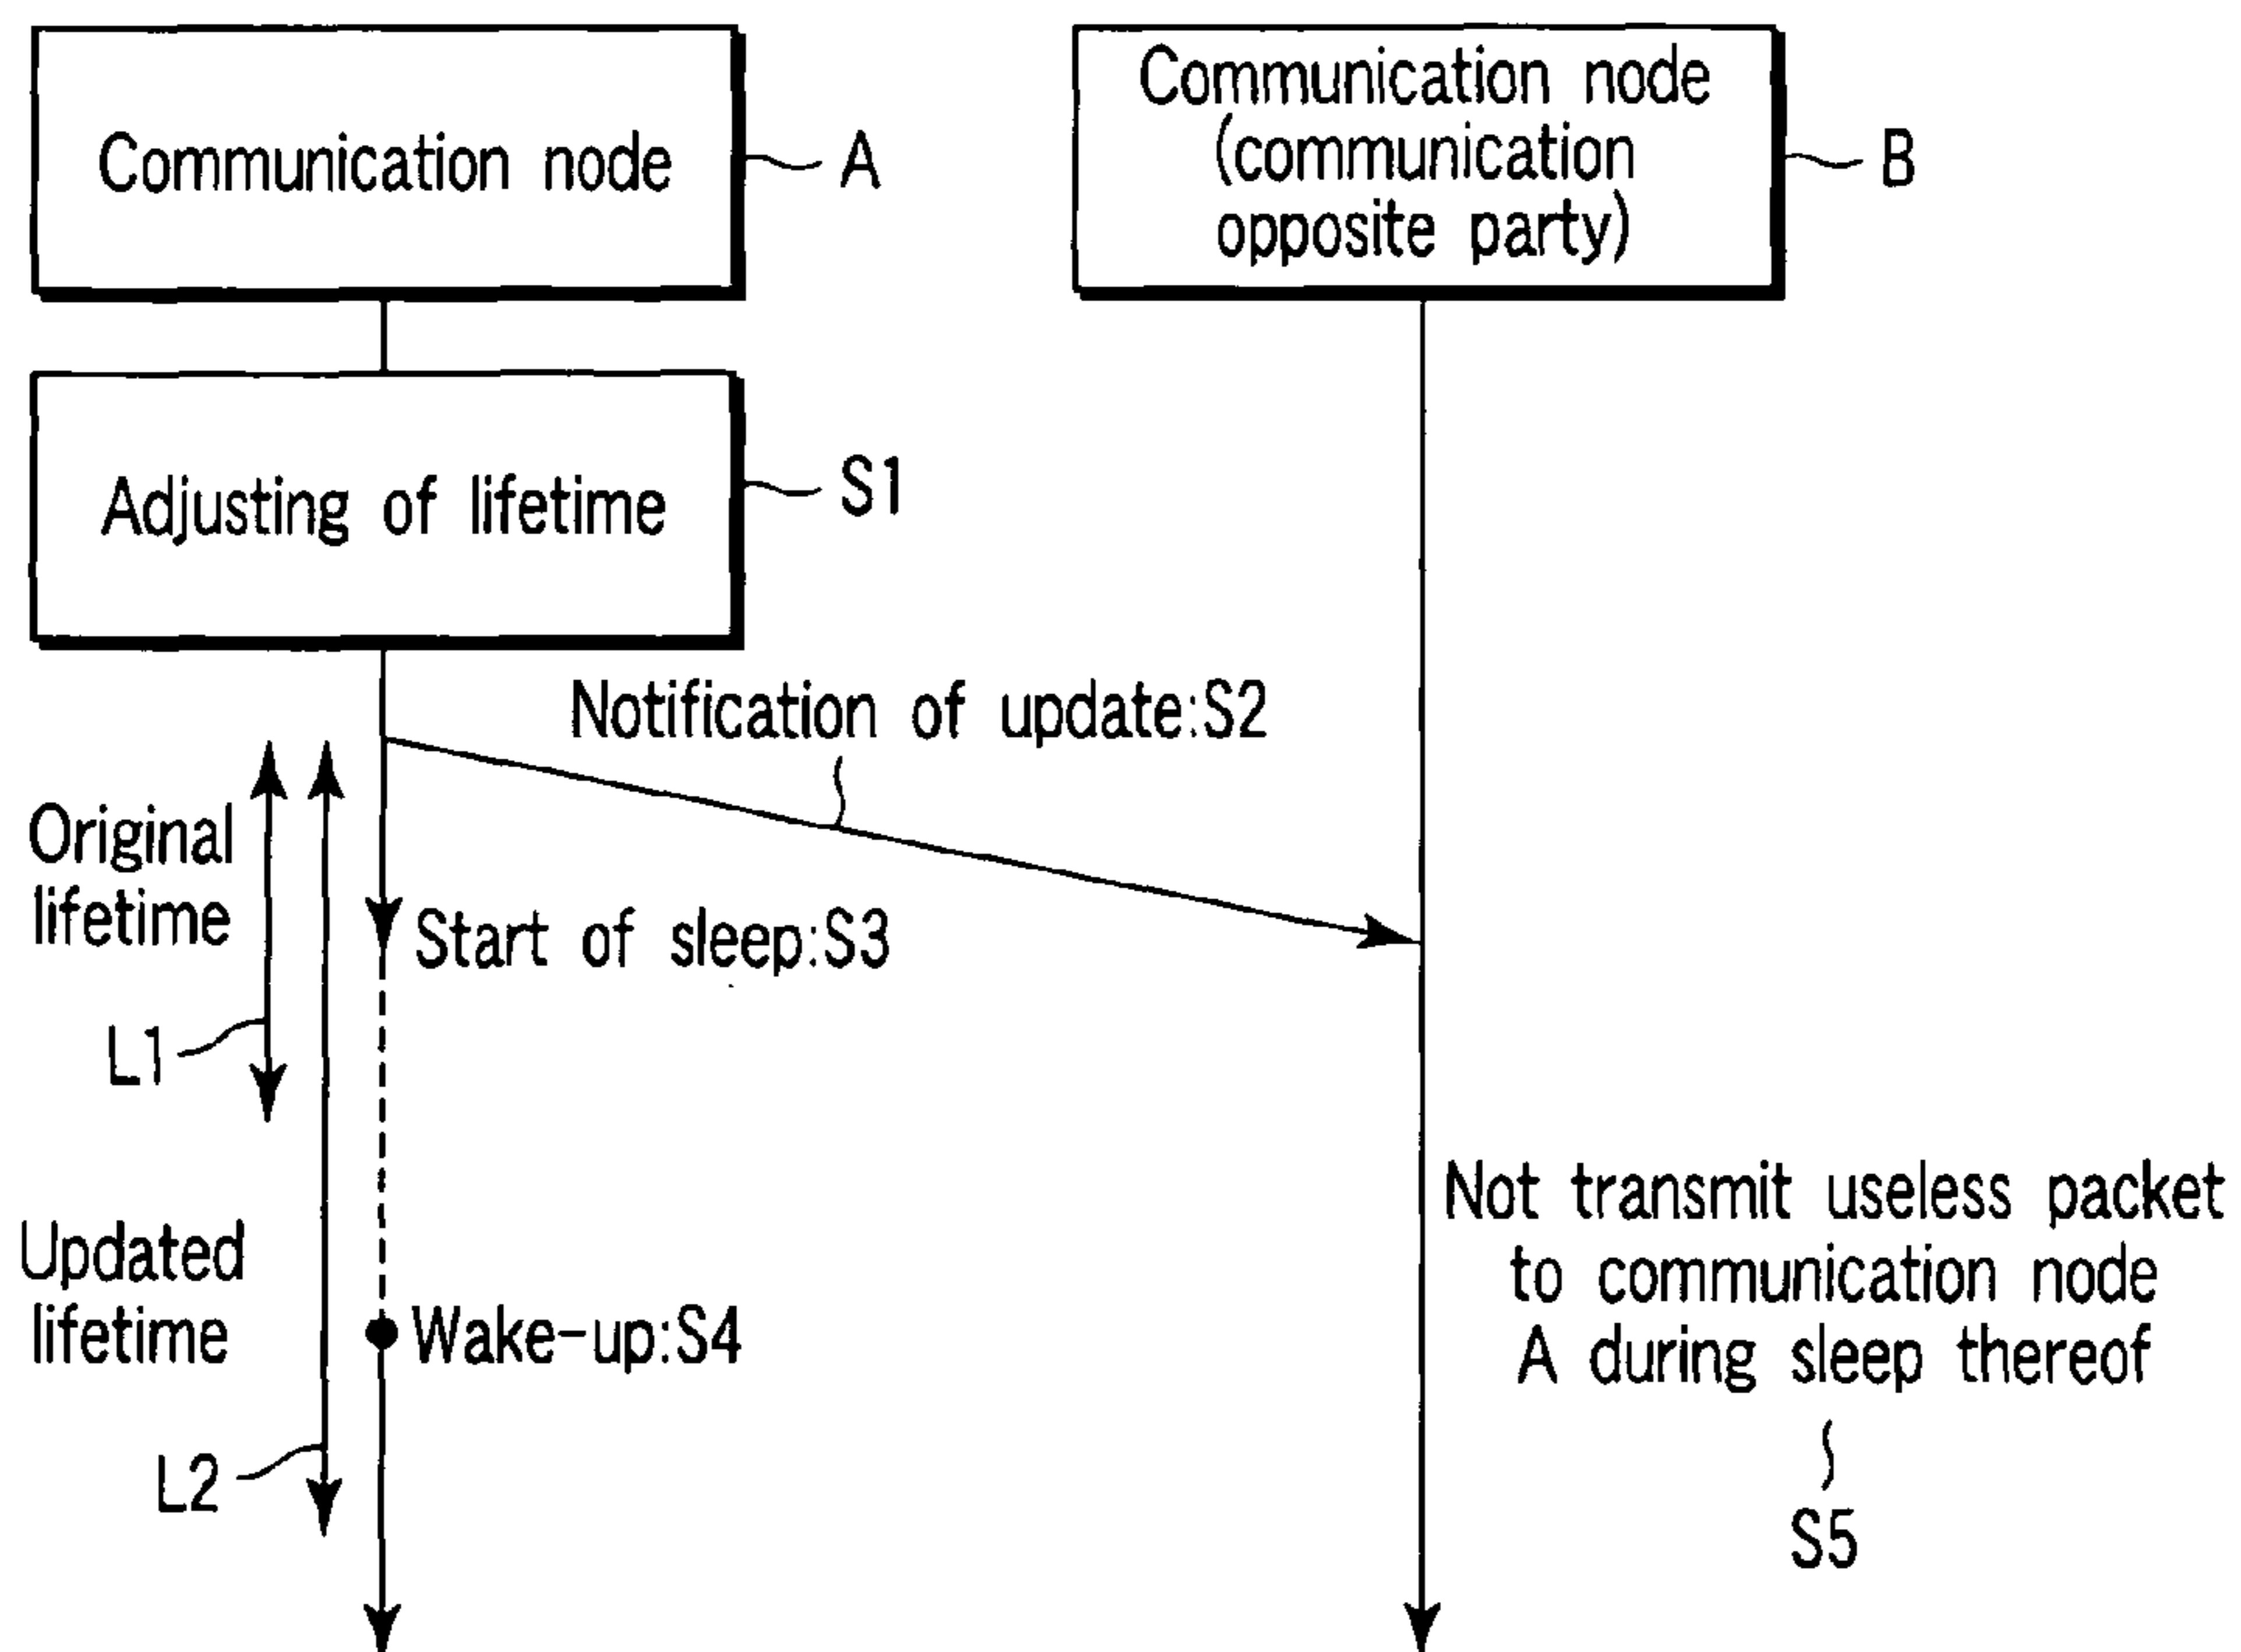 Communication node
A
Communication node
(communication
opposite party)
B
Adjusting of lifetime
S1
Notification of update:S2
Original
lifetime
Start of sleep:S3
L1
Not transmit useless packet
to communication node
A during sleep thereof
Updated
lifetime
Wake-up:S4
L2
S5